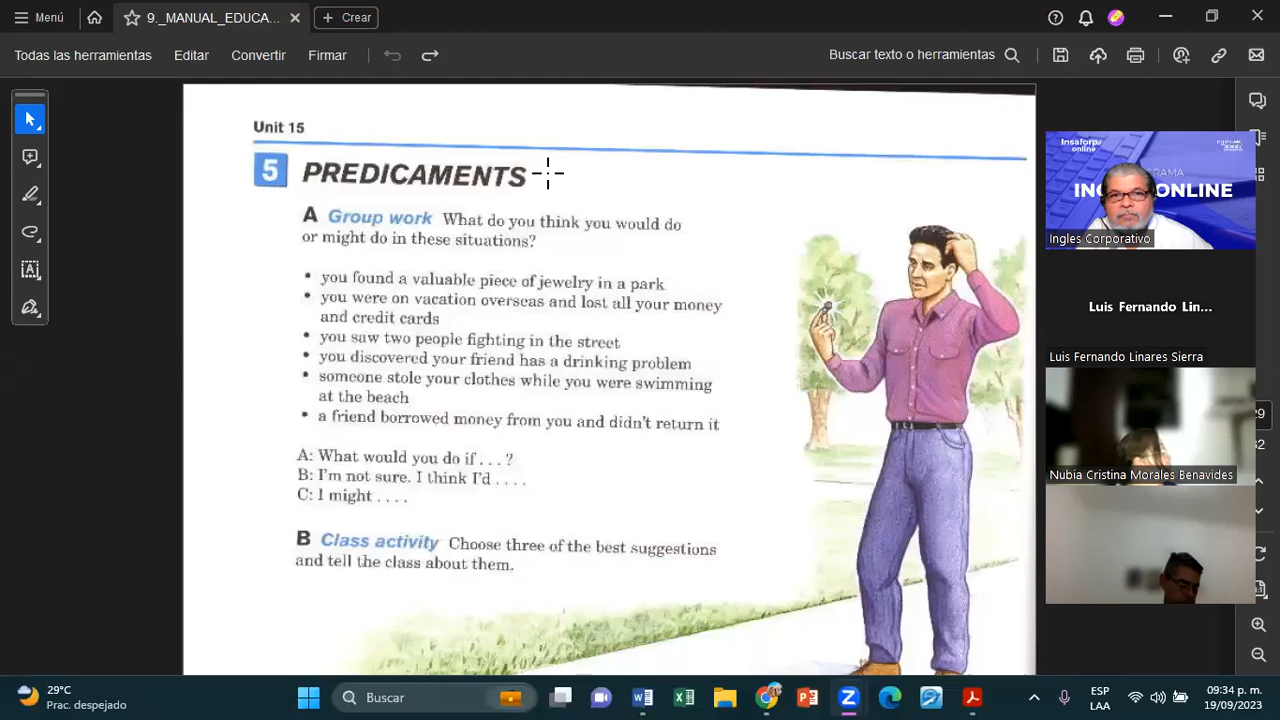 Menú
9._MANUAL_EDUCA...
Crear
Todas las herramientas
Editar
Convertir
Firmar
Buscar texto o herramientas
Unit 15
5 PREDICAMENTS
A Group work What do you think you would do
or might do in these situations?
• you found a valuable piece of jewelry in a park
• you were on vacation overseas and lost all your money
and credit cards
• you saw two people fighting in the street
• you discovered your friend has a drinking problem
• someone stole your clothes while you were swimming
at the beach
• a friend borrowed money from you and didn't return it
A: What would you do if . . . ?
B: I'm not sure. I think I'd . . . .
C: I might . . . .
B Class activity Choose three of the best suggestions
and tell the class about them.
Insaforp
online
Ingles Corporativo
Luis Fernando Lin...
Luis Fernando Linares Sierra
Nubia Cristina Morales Benavides
29°C
Prc. despejado
Buscar
ESP
LAA
09:34 p. m.
19/09/2023